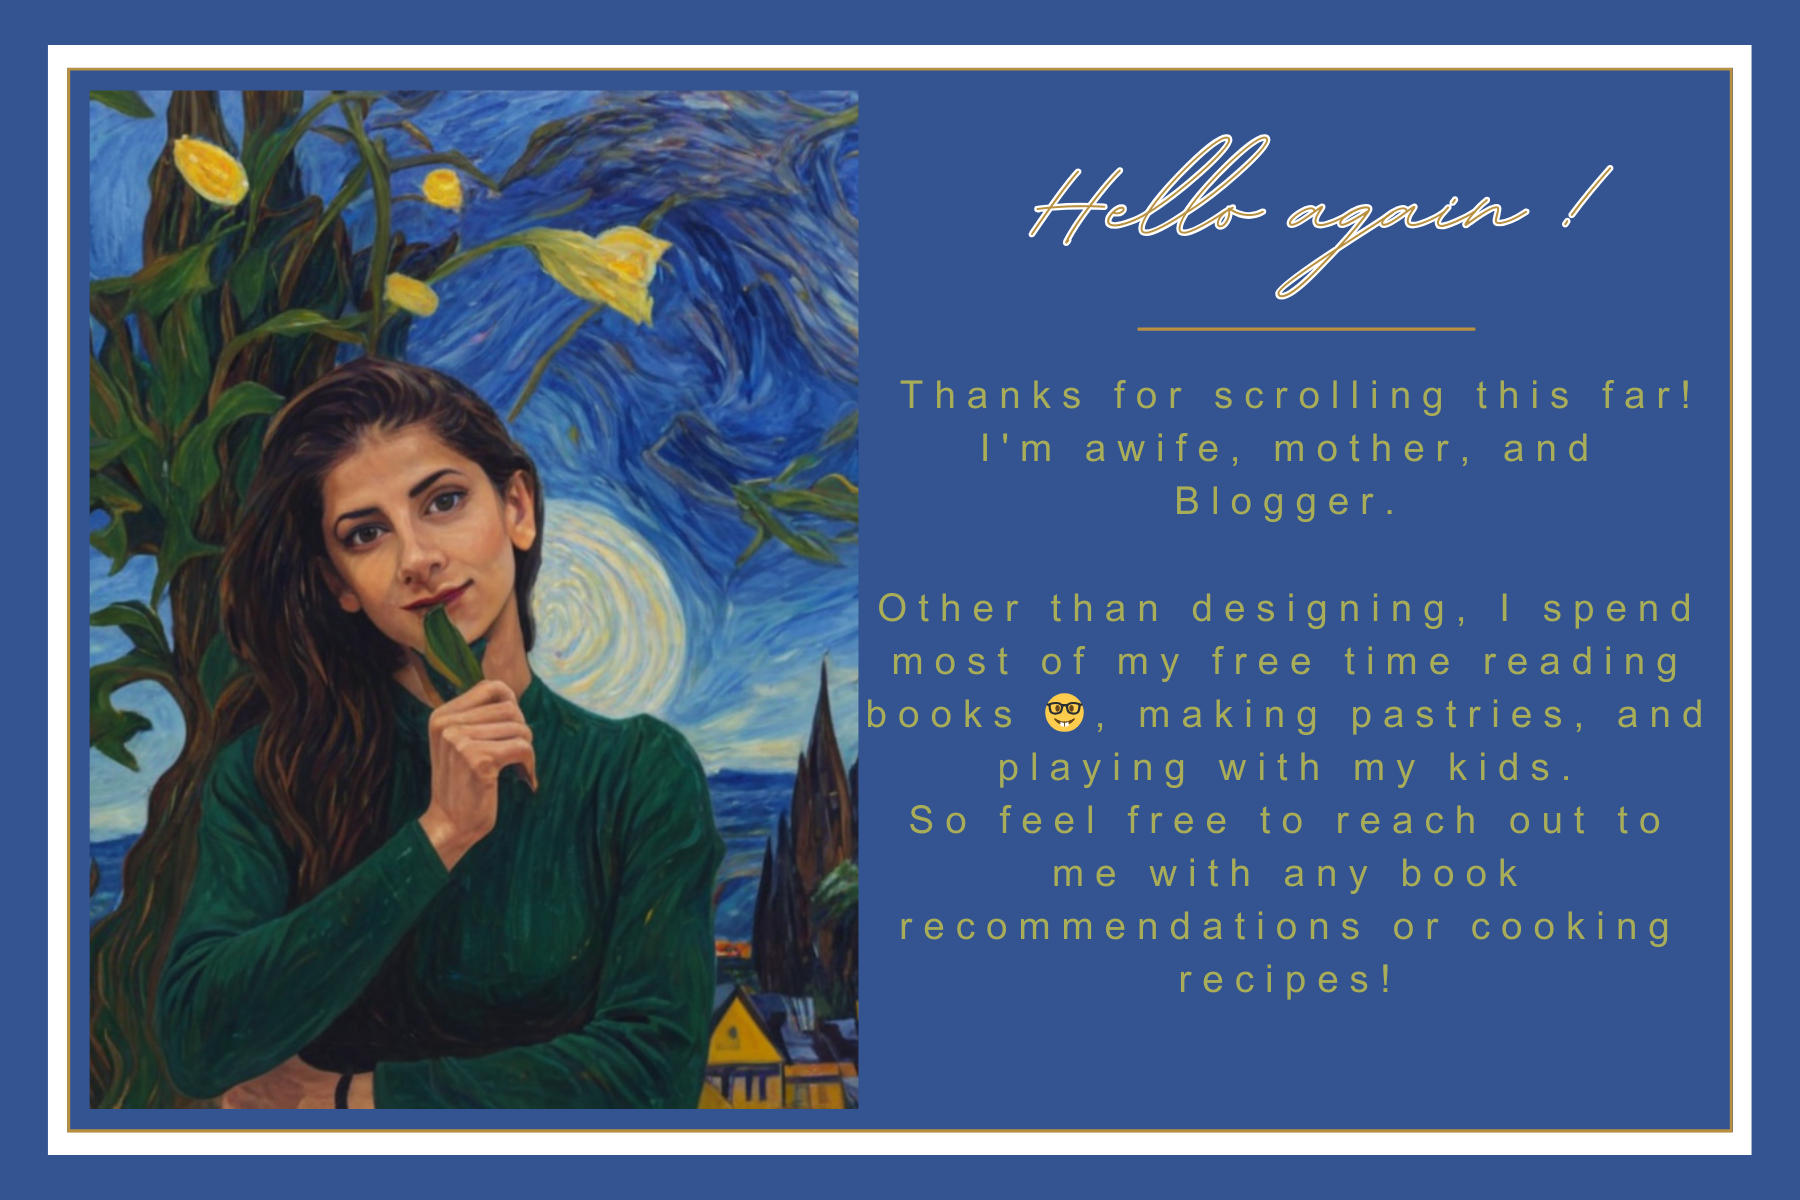 Hello again !
Thanks for scrolling this far!
I'm awife, mother, and
Blogger.
Other than designing, I spend
most of my free time reading
books 🤓, making pastries, and
playing with my kids.
So feel free to reach out to
me with any book
recommendations or cooking
recipes!